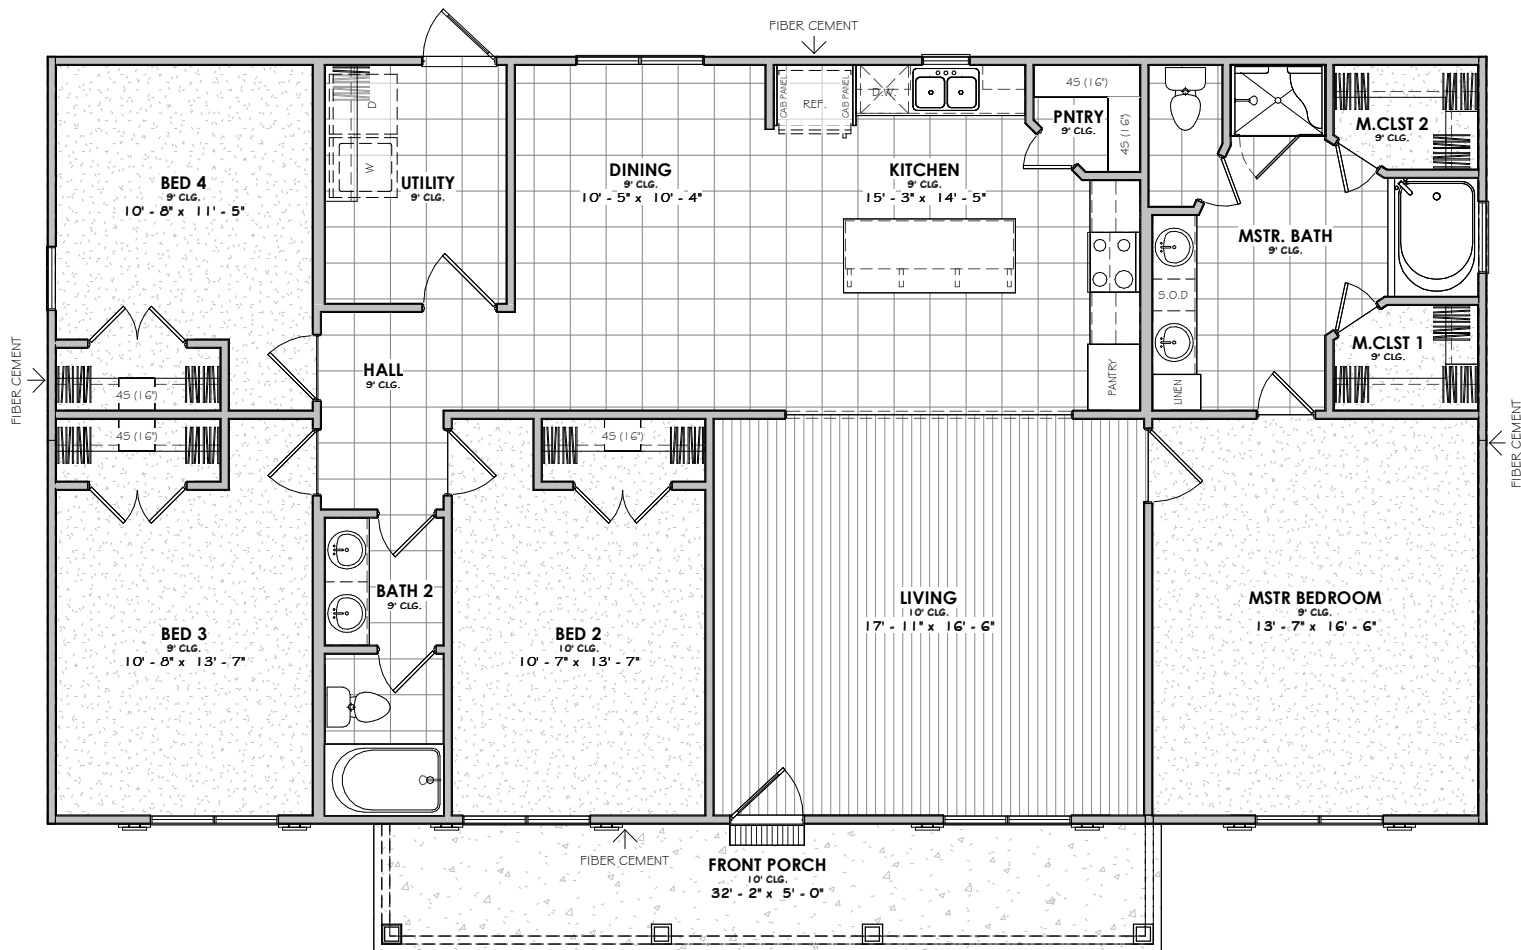 FIBER CEMENT
45 (16")
CAB PANEL
REF.
CAB PANEL
D.W.
D
W
PNTRY
9' CLG.
45 (16")
M.CLST 2
9' CLG.
BED 4
9' CLG.
10' - 8" x 11' - 5"
UTILITY
9' CLG.
DINING
9' CLG.
10' - 5" x 10' - 4"
KITCHEN
9' CLG.
15' - 3" x 14' - 5"
MSTR. BATH
9' CLG.
S.O.D
M.CLST 1
9' CLG.
HALL
9' CLG.
PANTRY
LINEN
FIBER CEMENT
45 (16")
45 (16")
45 (16")
FIBER CEMENT
BATH 2
9' CLG.
LIVING
10' CLG.
17' - 11" x 16' - 6"
MSTR BEDROOM
9' CLG.
13' - 7" x 16' - 6"
BED 3
9' CLG.
10' - 8" x 13' - 7"
BED 2
10' CLG.
10' - 7" x 13' - 7"
FIBER CEMENT
FRONT PORCH
10' CLG.
32' - 2" x 5' - 0"